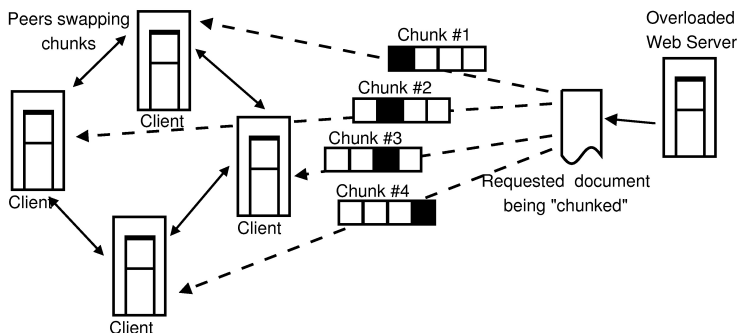 Peers swapping
chunks
Overloaded
Web Server
Chunk #1
Chunk #2
Client
Chunk #3
Requested document
being "chunked"
Chunk #4
Client
Client
Client